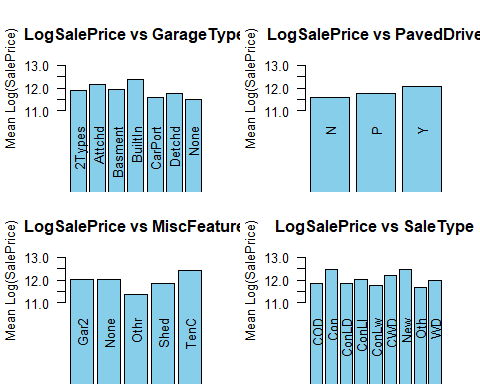 LogSalePrice vs GarageType
Mean Log(SalePrice)
13.0
12.0
11.0
2Types
Attchd
Basment
BuiltIn
CarPort
Detchd
None
LogSalePrice vs PavedDrive
Mean Log(SalePrice)
13.0
12.0
11.0
N
P
Y
LogSalePrice vs MiscFeature
Mean Log(SalePrice)
13.0
12.0
11.0
Gar2
None
Othr
Shed
TenC
LogSalePrice vs SaleType
Mean Log(SalePrice)
13.0
12.0
11.0
COD
Con
ConLD
ConLI
ConLw
CWD
New
Oth
WD